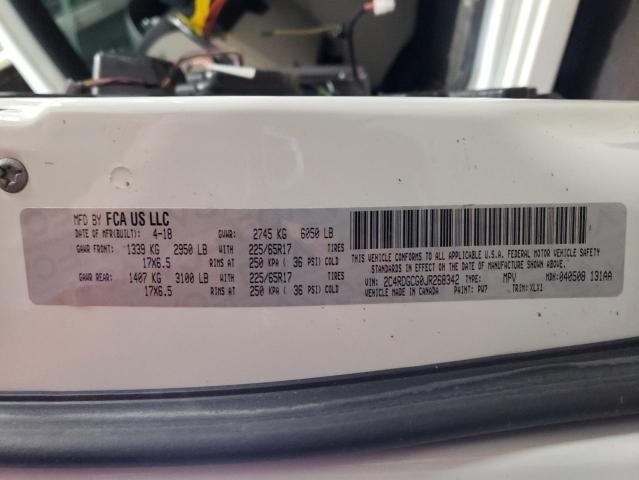 MFD BY FCA US LLC
DATE OF MFR(BUILT): 4-18 GVWR: 2745 KG 6050 LB
GAWR FRONT: 1339 KG 2950 LB WITH 225/65R17 TIRES
17X6.5 RIMS AT 250 KPA ( 36 PSI) COLD
GAWR REAR: 1407 KG 3100 LB WITH 225/65R17 TIRES
17X6.5 RIMS AT 250 KPA ( 36 PSI) COLD
THIS VEHICLE CONFORMS TO ALL APPLICABLE U.S.A. FEDERAL MOTOR VEHICLE SAFETY
STANDARDS IN EFFECT ON THE DATE OF MANUFACTURE SHOWN ABOVE.
VIN: 2C4RDGCG0JR268342 TYPE: MPV MDH: 040508 131AA
VEHICLE MADE IN CANADA PAINT: PW7 TRIM: XLX1